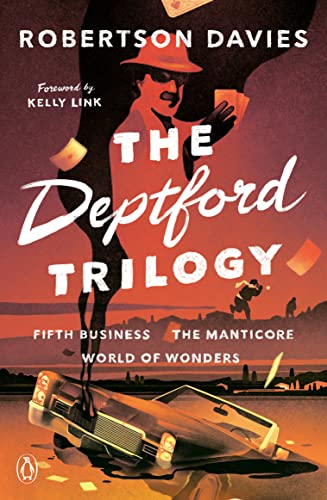 ROBERTSON DAVIES
Foreword by
KELLY LINK
THE
Deptford
TRILOGY
FIFTH BUSINESS THE MANTICORE
WORLD OF WONDERS